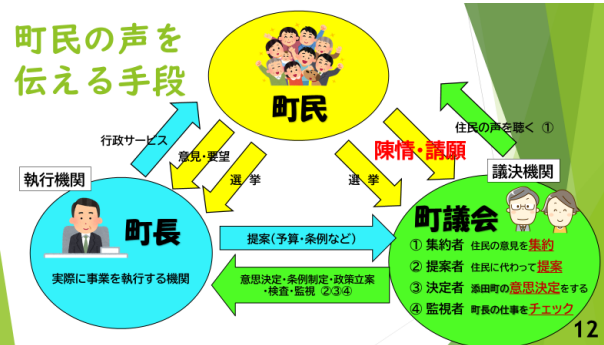 町民の声を
伝える手段
町民
行政サービス
意見・要望
選 挙
選 挙
陳情・請願
住民の声を聴く ①
執行機関
町長
実際に事業を執行する機関
提案(予算・条例など)
意思決定・条例制定・政策立案
・検査・監視 ②③④
議決機関
町議会
① 集約者 住民の意見を集約
② 提案者 住民に代わって提案
③ 決定者 添田町の意思決定をする
④ 監視者 町長の仕事をチェック
12